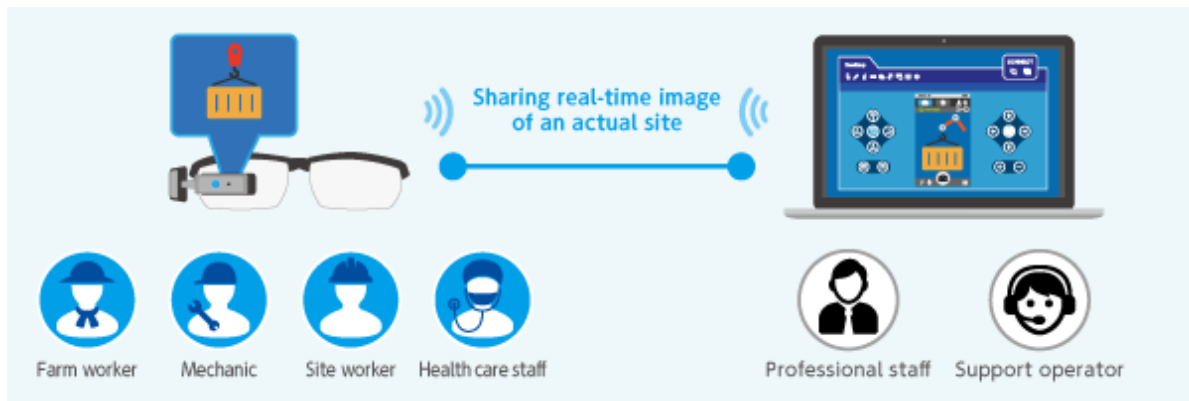 Sharing real-time image
of an actual site
CONNECT
Farm worker
Mechanic
Site worker
Health care staff
Professional staff
Support operator